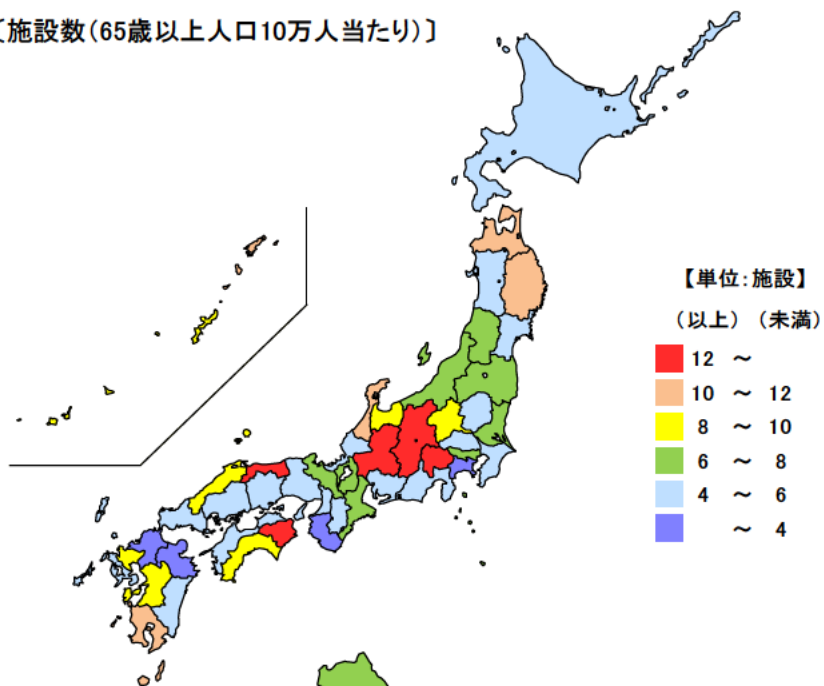 〔施設数(65歳以上人口10万人当たり)〕
【単位:施設】
(以上) (未満)
12 ～
10 ～ 12
8 ～ 10
6 ～ 8
4 ～ 6
～ 4